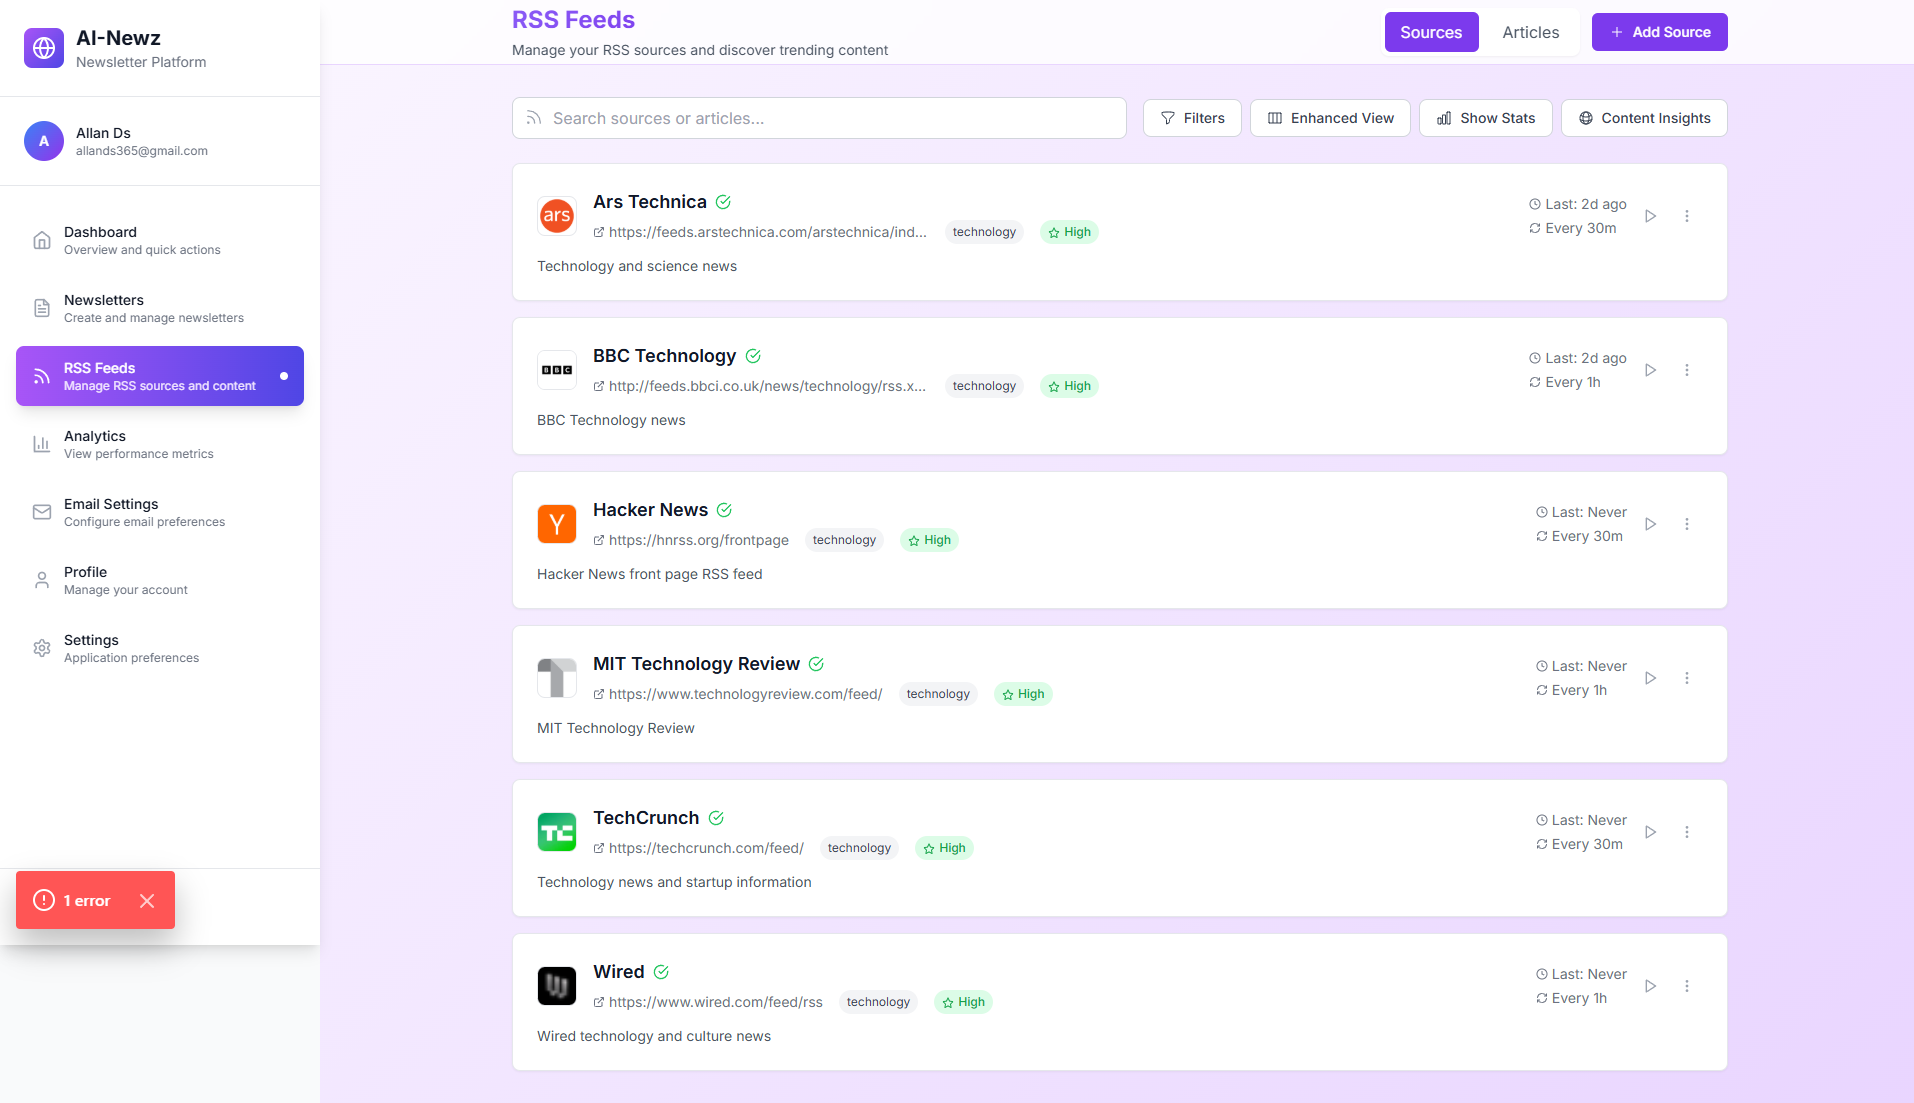 AI-Newz
Newsletter Platform
A
Allan Ds
allands365@gmail.com
Dashboard
Overview and quick actions
Newsletters
Create and manage newsletters
RSS Feeds
Manage RSS sources and content
Analytics
View performance metrics
Email Settings
Configure email preferences
Profile
Manage your account
Settings
Application preferences
1 error
RSS Feeds
Manage your RSS sources and discover trending content
Sources Articles + Add Source
Search sources or articles... Filters Enhanced View Show Stats Content Insights
ars
Ars Technica
https://feeds.arstechnica.com/arstechnica/ind... technology High
Technology and science news
Last: 2d ago
Every 30m
BBC
BBC Technology
http://feeds.bbci.co.uk/news/technology/rss.x... technology High
BBC Technology news
Last: 2d ago
Every 1h
Y
Hacker News
https://hnrss.org/frontpage technology High
Hacker News front page RSS feed
Last: Never
Every 30m
MIT Technology Review
https://www.technologyreview.com/feed/ technology High
MIT Technology Review
Last: Never
Every 1h
TC
TechCrunch
https://techcrunch.com/feed/ technology High
Technology news and startup information
Last: Never
Every 30m
W
Wired
https://www.wired.com/feed/rss technology High
Wired technology and culture news
Last: Never
Every 1h